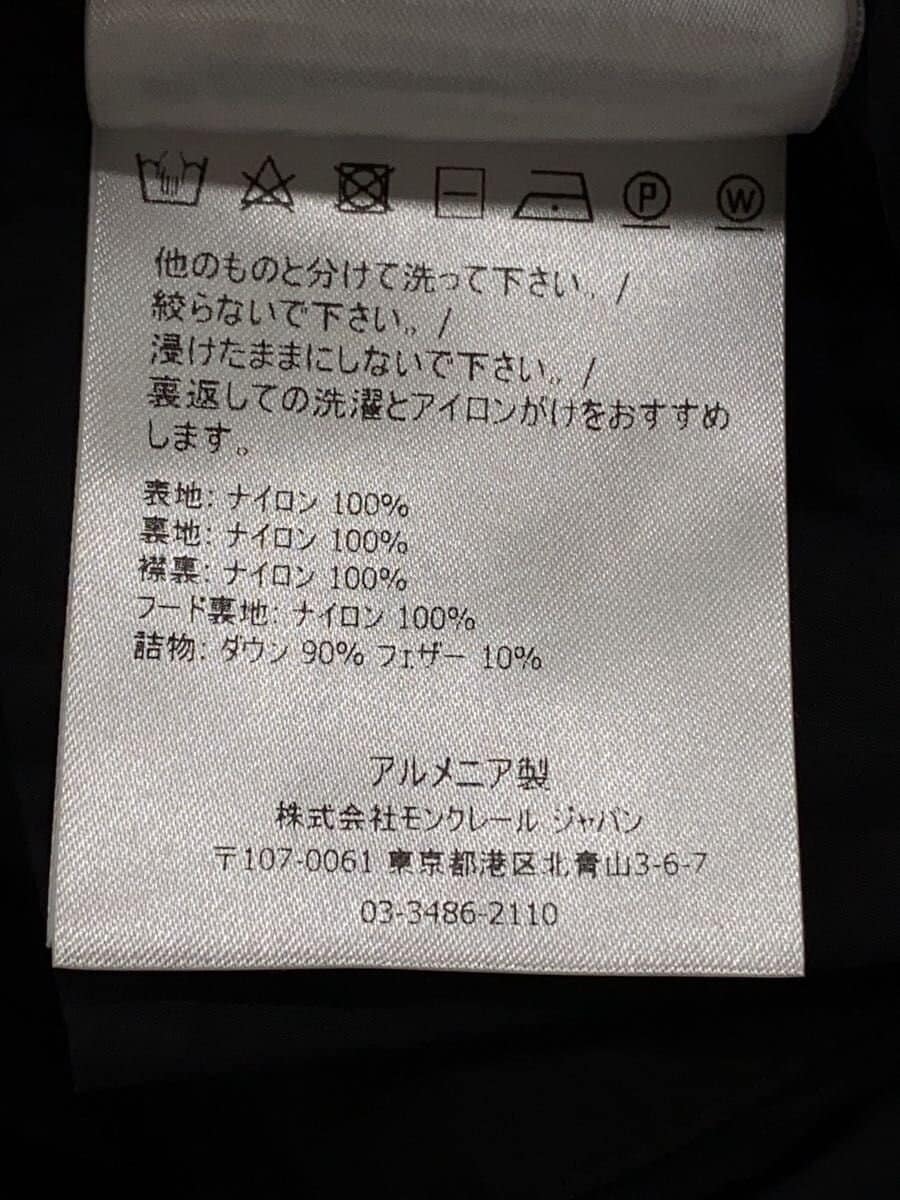 P W
他のものと分けて洗って下さい。/
絞らないで下さい。/
浸けたままにしないで下さい。/
裏返しての洗濯とアイロンがけをおすすめ
します。
表地: ナイロン 100%
裏地: ナイロン 100%
襟裏: ナイロン 100%
フード裏地: ナイロン 100%
詰物: ダウン 90% フェザー 10%
アルメニア製
株式会社モンクレール ジャパン
〒107-0061 東京都港区北青山3-6-7
03-3486-2110